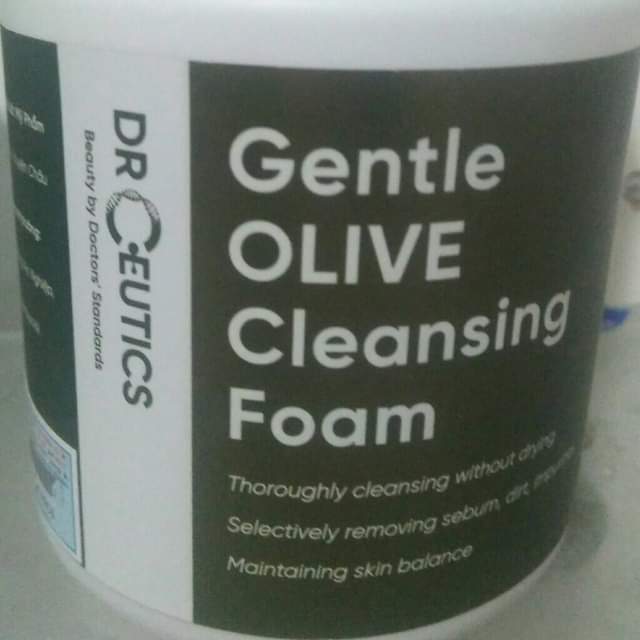 DR C·EUTICS
Beauty by Doctors' Standards
Gentle
OLIVE
Cleansing
Foam
Thoroughly cleansing without drying
Selectively removing sebum, dirt,
Maintaining skin balance